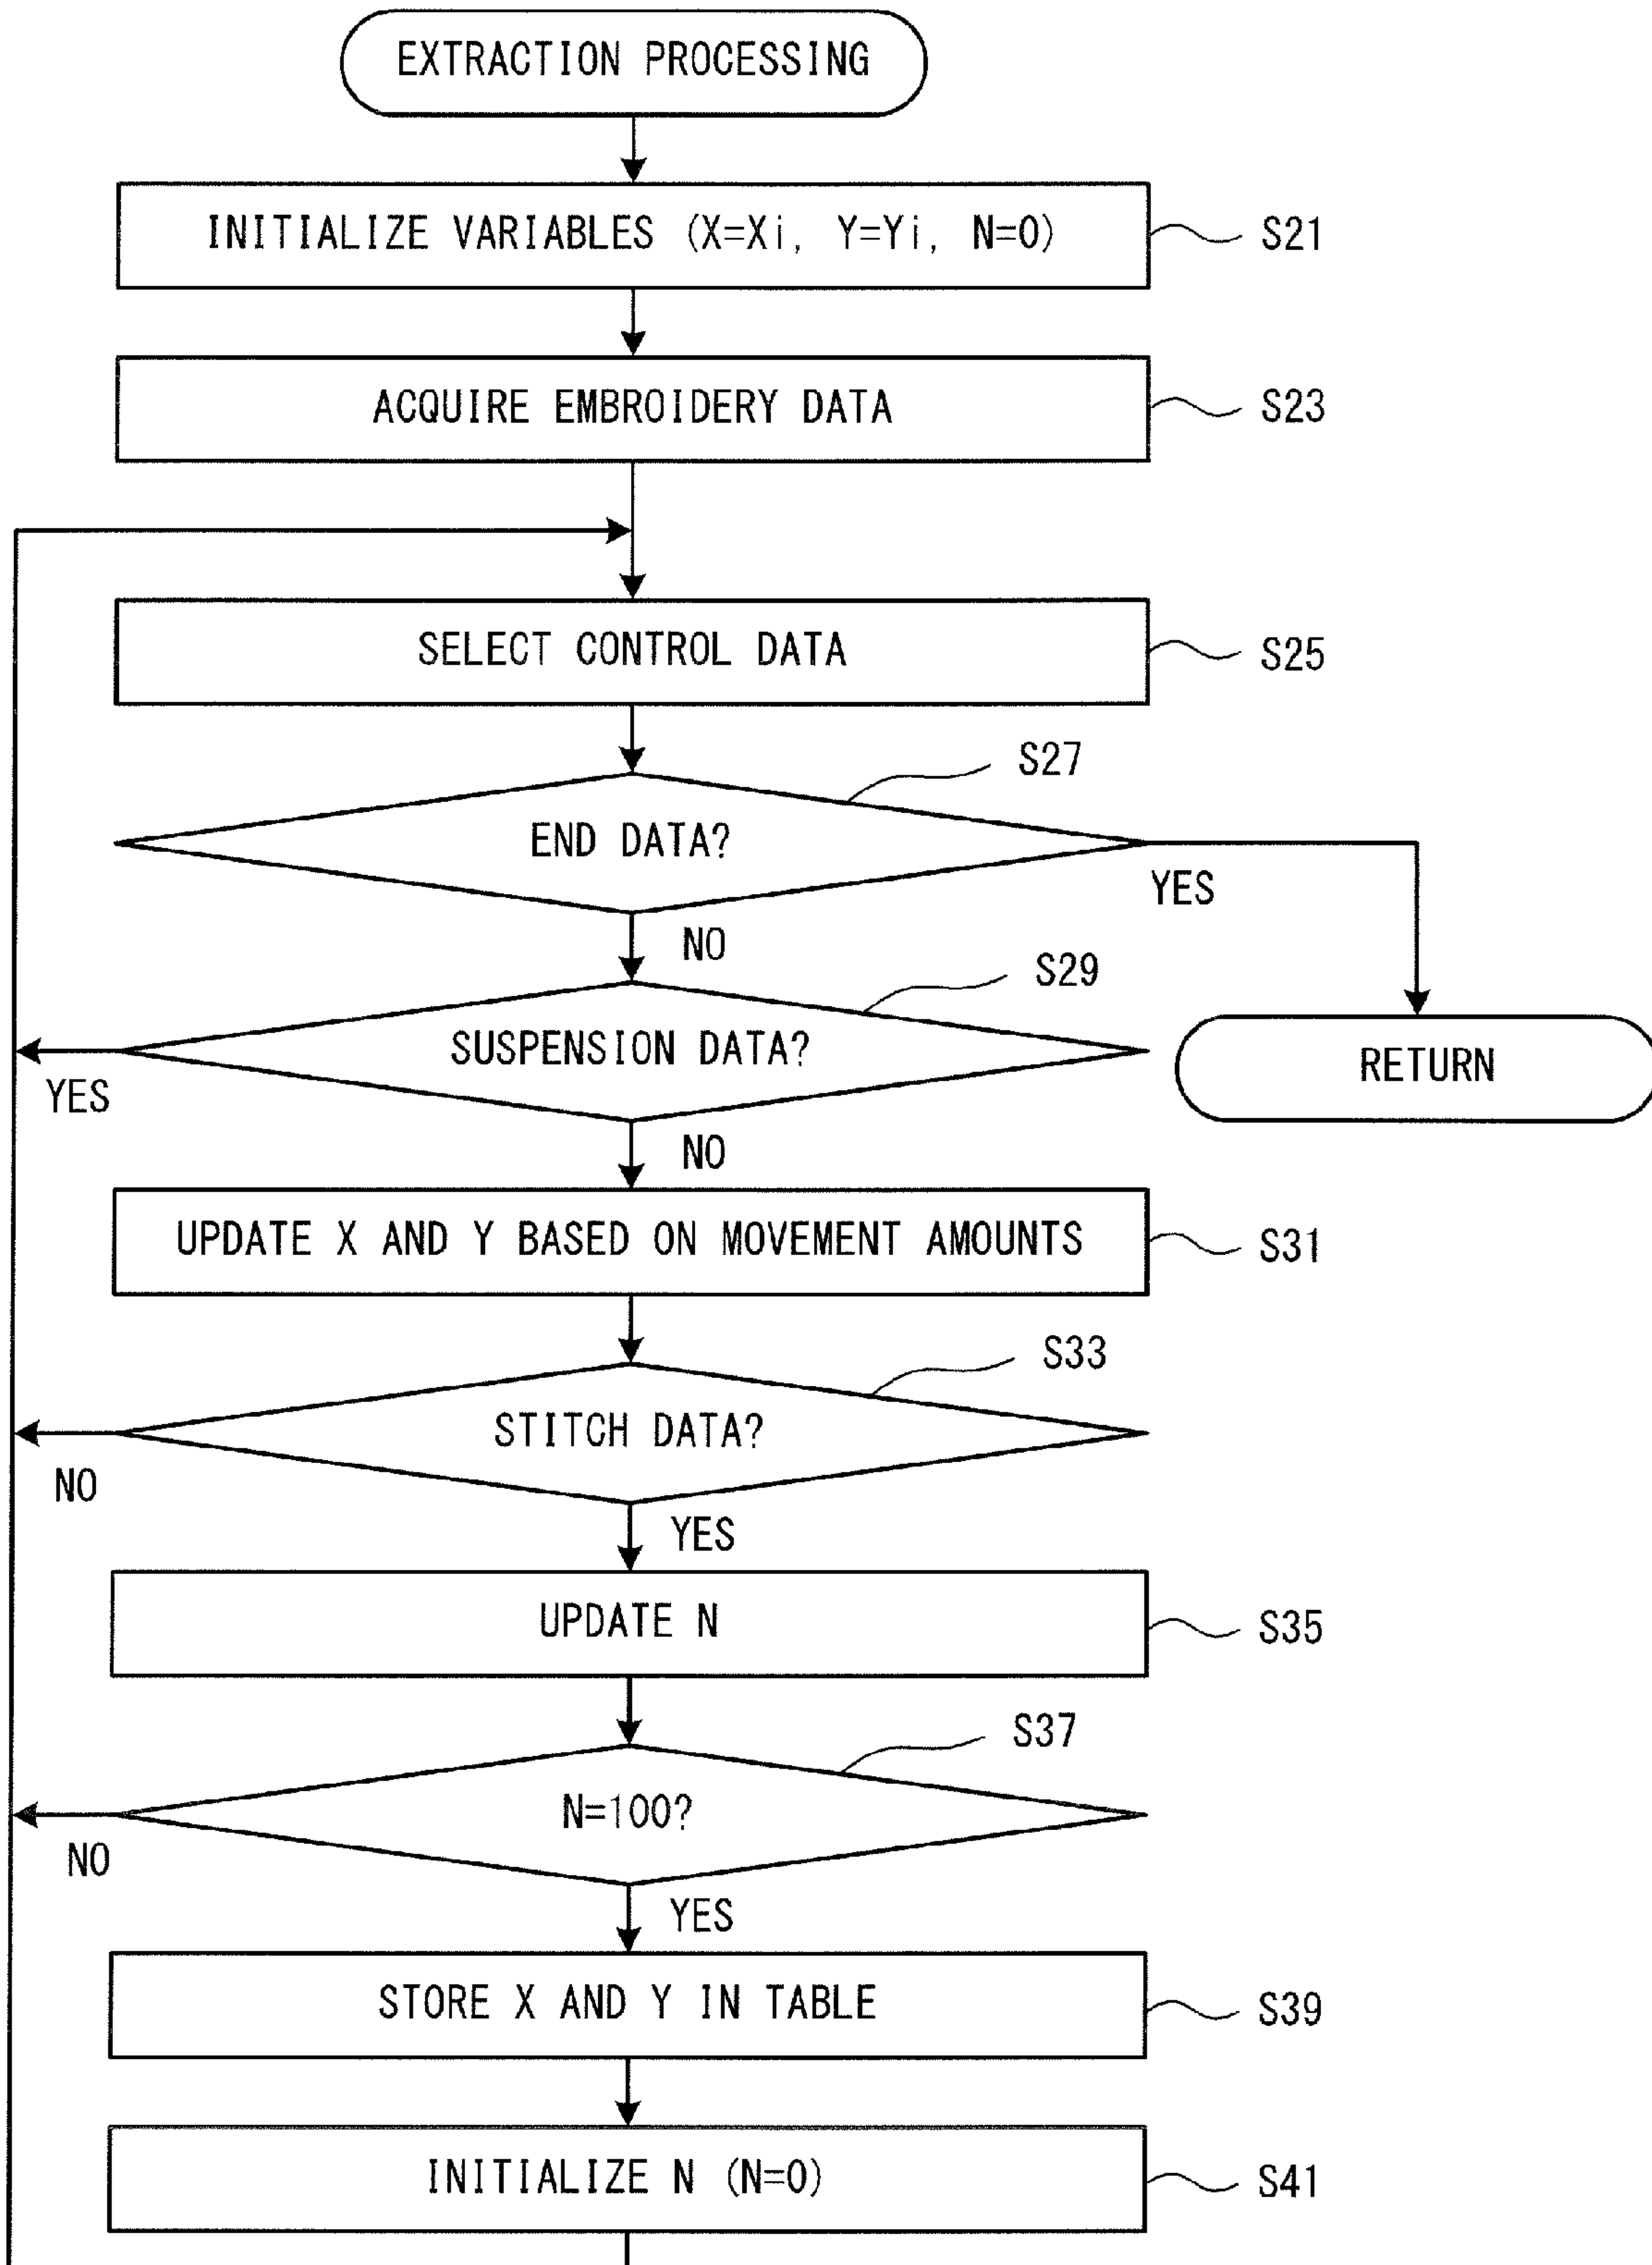 EXTRACTION PROCESSING
INITIALIZE VARIABLES (X=Xi, Y=Yi, N=0)
S21
ACQUIRE EMBROIDERY DATA
S23
SELECT CONTROL DATA
S25
S27
END DATA?
YES
NO
S29
SUSPENSION DATA?
RETURN
YES
NO
UPDATE X AND Y BASED ON MOVEMENT AMOUNTS
S31
S33
STITCH DATA?
NO
YES
UPDATE N
S35
S37
N=100?
NO
YES
STORE X AND Y IN TABLE
S39
INITIALIZE N (N=0)
S41